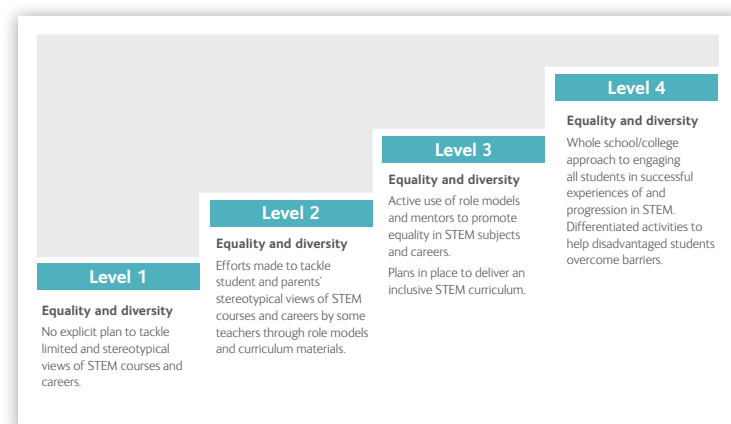 Level 1
Equality and diversity
No explicit plan to tackle
limited and stereotypical
views of STEM courses and
careers.
Level 2
Equality and diversity
Efforts made to tackle
student and parents’
stereotypical views of STEM
courses and careers by some
teachers through role models
and curriculum materials.
Level 3
Equality and diversity
Active use of role models
and mentors to promote
equality in STEM subjects
and careers.
Plans in place to deliver an
inclusive STEM curriculum.
Level 4
Equality and diversity
Whole school/college
approach to engaging
all students in successful
experiences of and
progression in STEM.
Differentiated activities to
help disadvantaged students
overcome barriers.